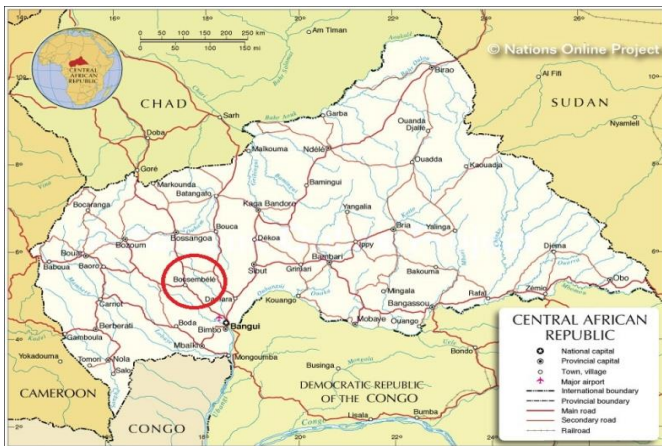 © Nations Online Project
CENTRAL AFRICAN
REPUBLIC
0 50 100 150 200 250 km
0 50 100 150 mi
Am Timan
Birao
Al Fifi
Nyamlell
CHAD
SUDAN
Sarh
Garba
Ouanda
Djallé
Doba
Goré
Maïkouma
Ndélé
Ouadda
Kaouadja
Markounda
Batangafo
Bamingui
Bocaranga
Kaga Bandoro
Yangalia
Bouca
Bossangoa
Bozoum
Dékoa
Ippy
Bria
Yalinga
Djema
Bouar
Baboua
Baoro
Bossembélé
Sibut
Grimari
Bambari
Bakouma
Obo
Damara
Kouango
Mingala
Bangassou
Rafaï
Zémio
Carnot
Berbérati
Boda
Bimbo
Bangui
Mobaye
Ouango
Gamboula
Mbaïki
Mongoumba
Yokadouma
Tomori
Nola
Salo
Businga
Bondo
Lisala
Bumba
CAMEROON
CONGO
DEMOCRATIC REPUBLIC
OF THE CONGO
CENTRAL AFRICAN
REPUBLIC
National capital
Provincial capital
Town, village
Major airport
International boundary
Provincial boundary
Main road
Secondary road
Railroad